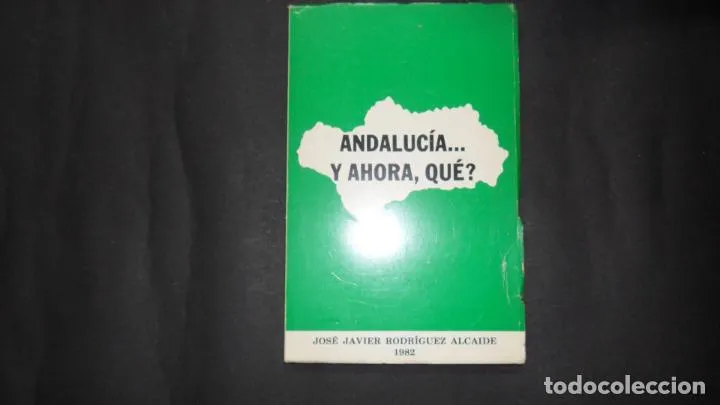 ANDALUCÍA...
Y AHORA, QUÉ?
JOSÉ JAVIER RODRÍGUEZ ALCAIDE
1982
todocoleccion